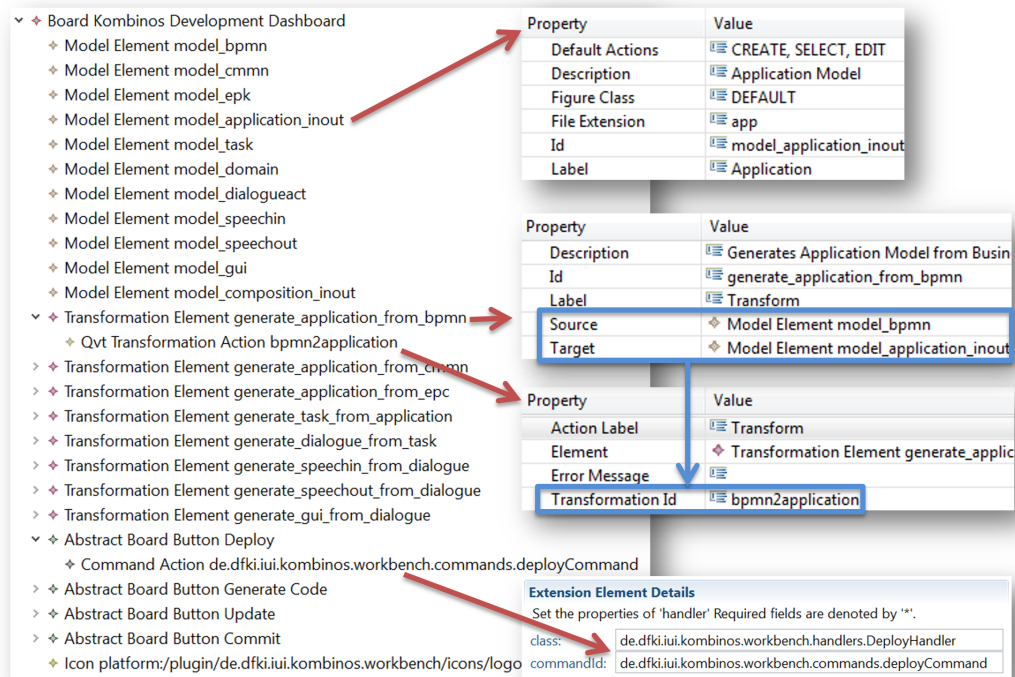 Board Kombinos Development Dashboard
Model Element model_bpmn
Model Element model_cmmn
Model Element model_epk
Model Element model_application_inout
Model Element model_task
Model Element model_domain
Model Element model_dialogueact
Model Element model_speechin
Model Element model_speechout
Model Element model_gui
Model Element model_composition_inout
Transformation Element generate_application_from_bpmn
Qvt Transformation Action bpmn2application
Transformation Element generate_application_from_cmmn
Transformation Element generate_application_from_epc
Transformation Element generate_task_from_application
Transformation Element generate_dialogue_from_task
Transformation Element generate_speechin_from_dialogue
Transformation Element generate_speechout_from_dialogue
Transformation Element generate_gui_from_dialogue
Abstract Board Button Deploy
Command Action de.dfki.iui.kombinos.workbench.commands.deployCommand
Abstract Board Button Generate Code
Abstract Board Button Update
Abstract Board Button Commit
Icon platform:/plugin/de.dfki.iui.kombinos.workbench/icons/logo
Property Value
Default Actions CREATE, SELECT, EDIT
Description Application Model
Figure Class DEFAULT
File Extension app
Id model_application_inout
Label Application
Property Value
Description Generates Application Model from Busin
Id generate_application_from_bpmn
Label Transform
Source Model Element model_bpmn
Target Model Element model_application_inout
Property Value
Action Label Transform
Element Transformation Element generate_applic
Error Message
Transformation Id bpmn2application
Extension Element Details
Set the properties of 'handler' Required fields are denoted by '*'.
class: de.dfki.iui.kombinos.workbench.handlers.DeployHandler
commandId: de.dfki.iui.kombinos.workbench.commands.deployCommand